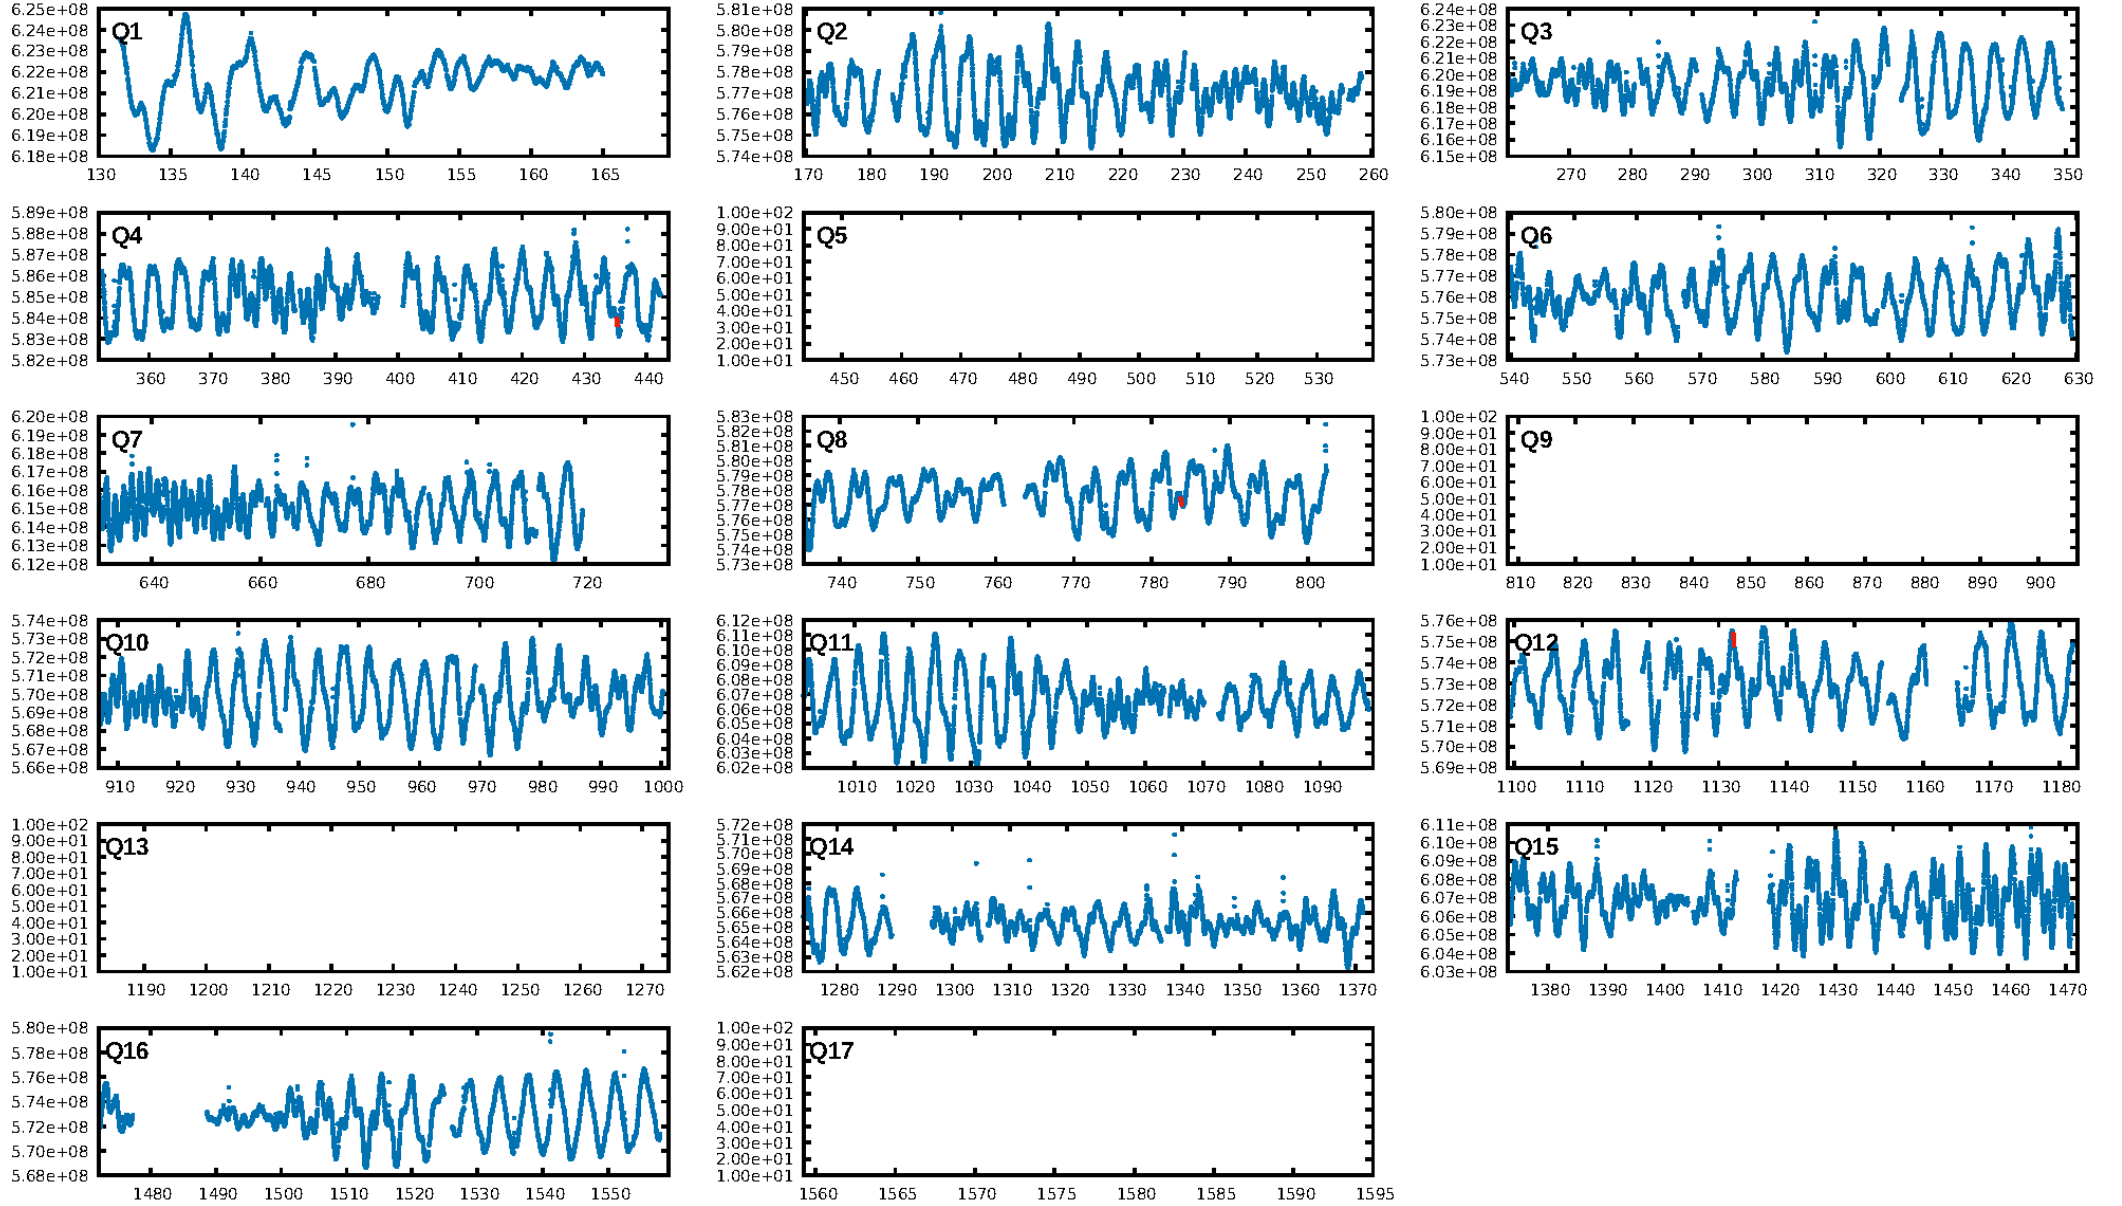 6.25e+08 6.24e+08 6.23e+08 6.22e+08 6.21e+08 6.20e+08 6.19e+08 6.18e+08
Q1
130 135 140 145 150 155 160 165
5.81e+08 5.80e+08 5.79e+08 5.78e+08 5.77e+08 5.76e+08 5.75e+08 5.74e+08
Q2
170 180 190 200 210 220 230 240 250 260
6.24e+08 6.23e+08 6.22e+08 6.21e+08 6.20e+08 6.19e+08 6.18e+08 6.17e+08 6.16e+08 6.15e+08
Q3
270 280 290 300 310 320 330 340 350
5.89e+08 5.88e+08 5.87e+08 5.86e+08 5.85e+08 5.84e+08 5.83e+08 5.82e+08
Q4
360 370 380 390 400 410 420 430 440
1.00e+02 9.00e+01 8.00e+01 7.00e+01 6.00e+01 5.00e+01 4.00e+01 3.00e+01 2.00e+01 1.00e+01
Q5
450 460 470 480 490 500 510 520 530
5.80e+08 5.79e+08 5.78e+08 5.77e+08 5.76e+08 5.75e+08 5.74e+08 5.73e+08
Q6
540 550 560 570 580 590 600 610 620 630
6.20e+08 6.19e+08 6.18e+08 6.17e+08 6.16e+08 6.15e+08 6.14e+08 6.13e+08 6.12e+08
Q7
640 660 680 700 720
5.83e+08 5.82e+08 5.81e+08 5.80e+08 5.79e+08 5.78e+08 5.77e+08 5.76e+08 5.75e+08 5.74e+08 5.73e+08
Q8
740 750 760 770 780 790 800
1.00e+02 9.00e+01 8.00e+01 7.00e+01 6.00e+01 5.00e+01 4.00e+01 3.00e+01 2.00e+01 1.00e+01
Q9
810 820 830 840 850 860 870 880 890 900
5.74e+08 5.73e+08 5.72e+08 5.71e+08 5.70e+08 5.69e+08 5.68e+08 5.67e+08 5.66e+08
Q10
910 920 930 940 950 960 970 980 990 1000
6.12e+08 6.11e+08 6.10e+08 6.09e+08 6.08e+08 6.07e+08 6.06e+08 6.05e+08 6.04e+08 6.03e+08 6.02e+08
Q11
1010 1020 1030 1040 1050 1060 1070 1080 1090
5.76e+08 5.75e+08 5.74e+08 5.73e+08 5.72e+08 5.71e+08 5.70e+08 5.69e+08
Q12
1100 1110 1120 1130 1140 1150 1160 1170 1180
1.00e+02 9.00e+01 8.00e+01 7.00e+01 6.00e+01 5.00e+01 4.00e+01 3.00e+01 2.00e+01 1.00e+01
Q13
1190 1200 1210 1220 1230 1240 1250 1260 1270
5.72e+08 5.71e+08 5.70e+08 5.69e+08 5.68e+08 5.67e+08 5.66e+08 5.65e+08 5.64e+08 5.63e+08 5.62e+08
Q14
1280 1290 1300 1310 1320 1330 1340 1350 1360 1370
6.11e+08 6.10e+08 6.09e+08 6.08e+08 6.07e+08 6.06e+08 6.05e+08 6.04e+08 6.03e+08
Q15
1380 1390 1400 1410 1420 1430 1440 1450 1460 1470
5.80e+08 5.78e+08 5.76e+08 5.74e+08 5.72e+08 5.70e+08 5.68e+08
Q16
1480 1490 1500 1510 1520 1530 1540 1550
1.00e+02 9.00e+01 8.00e+01 7.00e+01 6.00e+01 5.00e+01 4.00e+01 3.00e+01 2.00e+01 1.00e+01
Q17
1560 1565 1570 1575 1580 1585 1590 1595